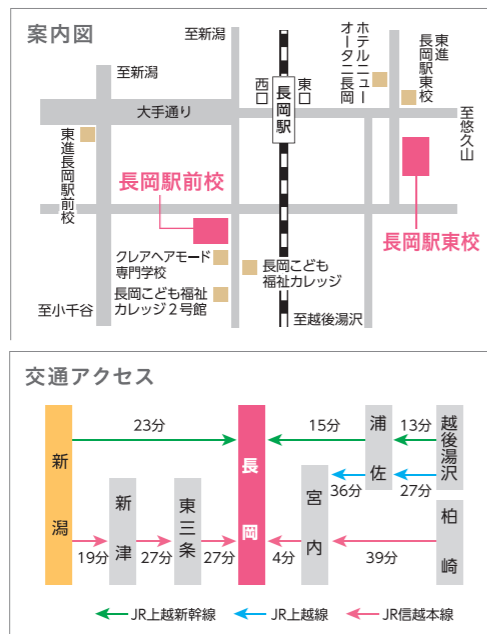 案内図
至新潟
至新潟
大手通り
西口
長岡駅
東口
ホテルニュー
オータニ長岡
東進
長岡駅東校
至悠久山
東進長岡駅前校
長岡駅前校
長岡駅東校
クレアヘアモード
専門学校
長岡こども福祉
カレッジ2号館
長岡こども
福祉カレッジ
至小千谷
至越後湯沢
交通アクセス
新潟
23分
長岡
15分
浦佐
13分
越後湯沢
36分
27分
19分
新津
27分
東三条
27分
4分
宮内
39分
柏崎
JR上越新幹線
JR上越線
JR信越本線